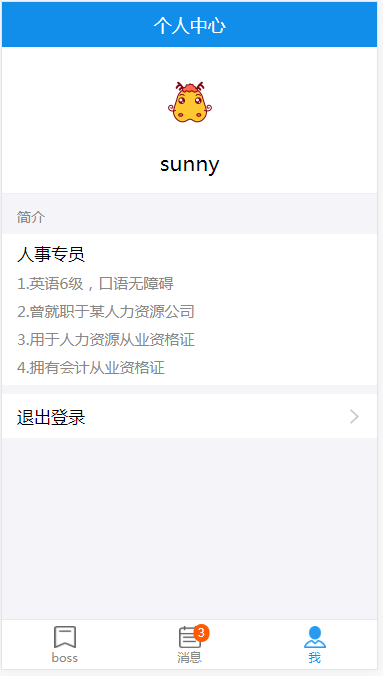 个人中心
sunny
简介
人事专员
1.英语6级，口语无障碍
2.曾就职于某人力资源公司
3.用于人力资源从业资格证
4.拥有会计从业资格证
退出登录
3
boss 消息 我